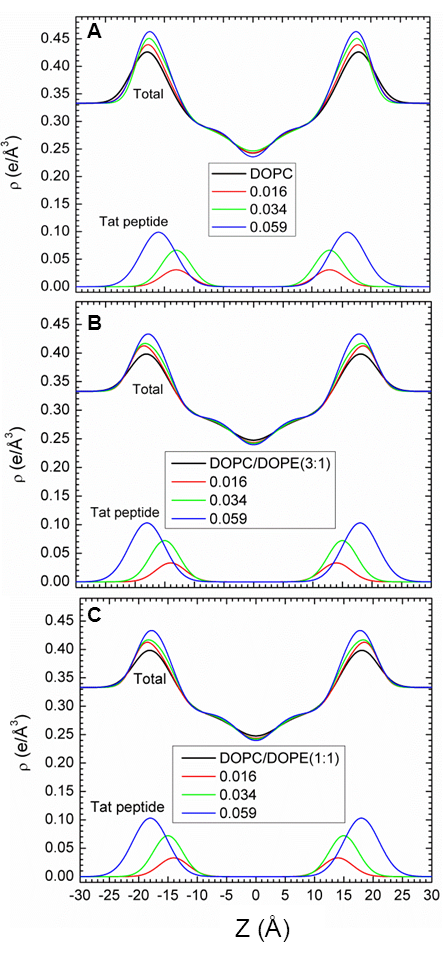 A
0.45
0.40
0.35
0.30
0.25
0.20
0.15
0.10
0.05
0.00
ρ (e/Å³)
Total
DOPC
0.016
0.034
0.059
Tat peptide
B
0.45
0.40
0.35
0.30
0.25
0.20
0.15
0.10
0.05
0.00
ρ (e/Å³)
Total
DOPC/DOPE(3:1)
0.016
0.034
0.059
Tat peptide
C
0.45
0.40
0.35
0.30
0.25
0.20
0.15
0.10
0.05
0.00
ρ (e/Å³)
Total
DOPC/DOPE(1:1)
0.016
0.034
0.059
Tat peptide
-30 -25 -20 -15 -10 -5 0 5 10 15 20 25 30
Z (Å)